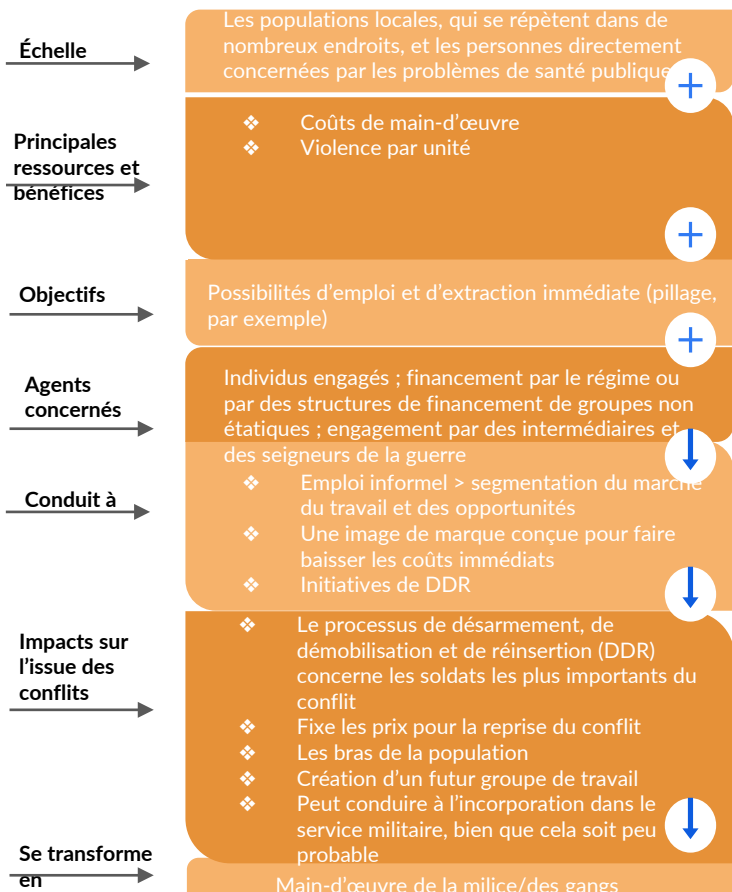 Échelle
Les populations locales, qui se répètent dans de
nombreux endroits, et les personnes directement
concernées par les problèmes de santé publique
Principales
ressources et
bénéfices
❖ Coûts de main-d’œuvre
❖ Violence par unité
Objectifs
Possibilités d’emploi et d’extraction immédiate (pillage,
par exemple)
Agents
concernés
Individus engagés ; financement par le régime ou
par des structures de financement de groupes non
étatiques ; engagement par des intermédiaires et
des seigneurs de la guerre
Conduit à
❖ Emploi informel > segmentation du marché
du travail et des opportunités
❖ Une image de marque conçue pour faire
baisser les coûts immédiats
❖ Initiatives de DDR
Impacts sur
l’issue des
conflits
❖ Le processus de désarmement, de
démobilisation et de réinsertion (DDR)
concerne les soldats les plus importants du
conflit
❖ Fixe les prix pour la reprise du conflit
❖ Les bras de la population
❖ Création d’un futur groupe de travail
❖ Peut conduire à l’incorporation dans le
service militaire, bien que cela soit peu
probable
Se transforme
en
Main-d’œuvre de la milice/des gangs